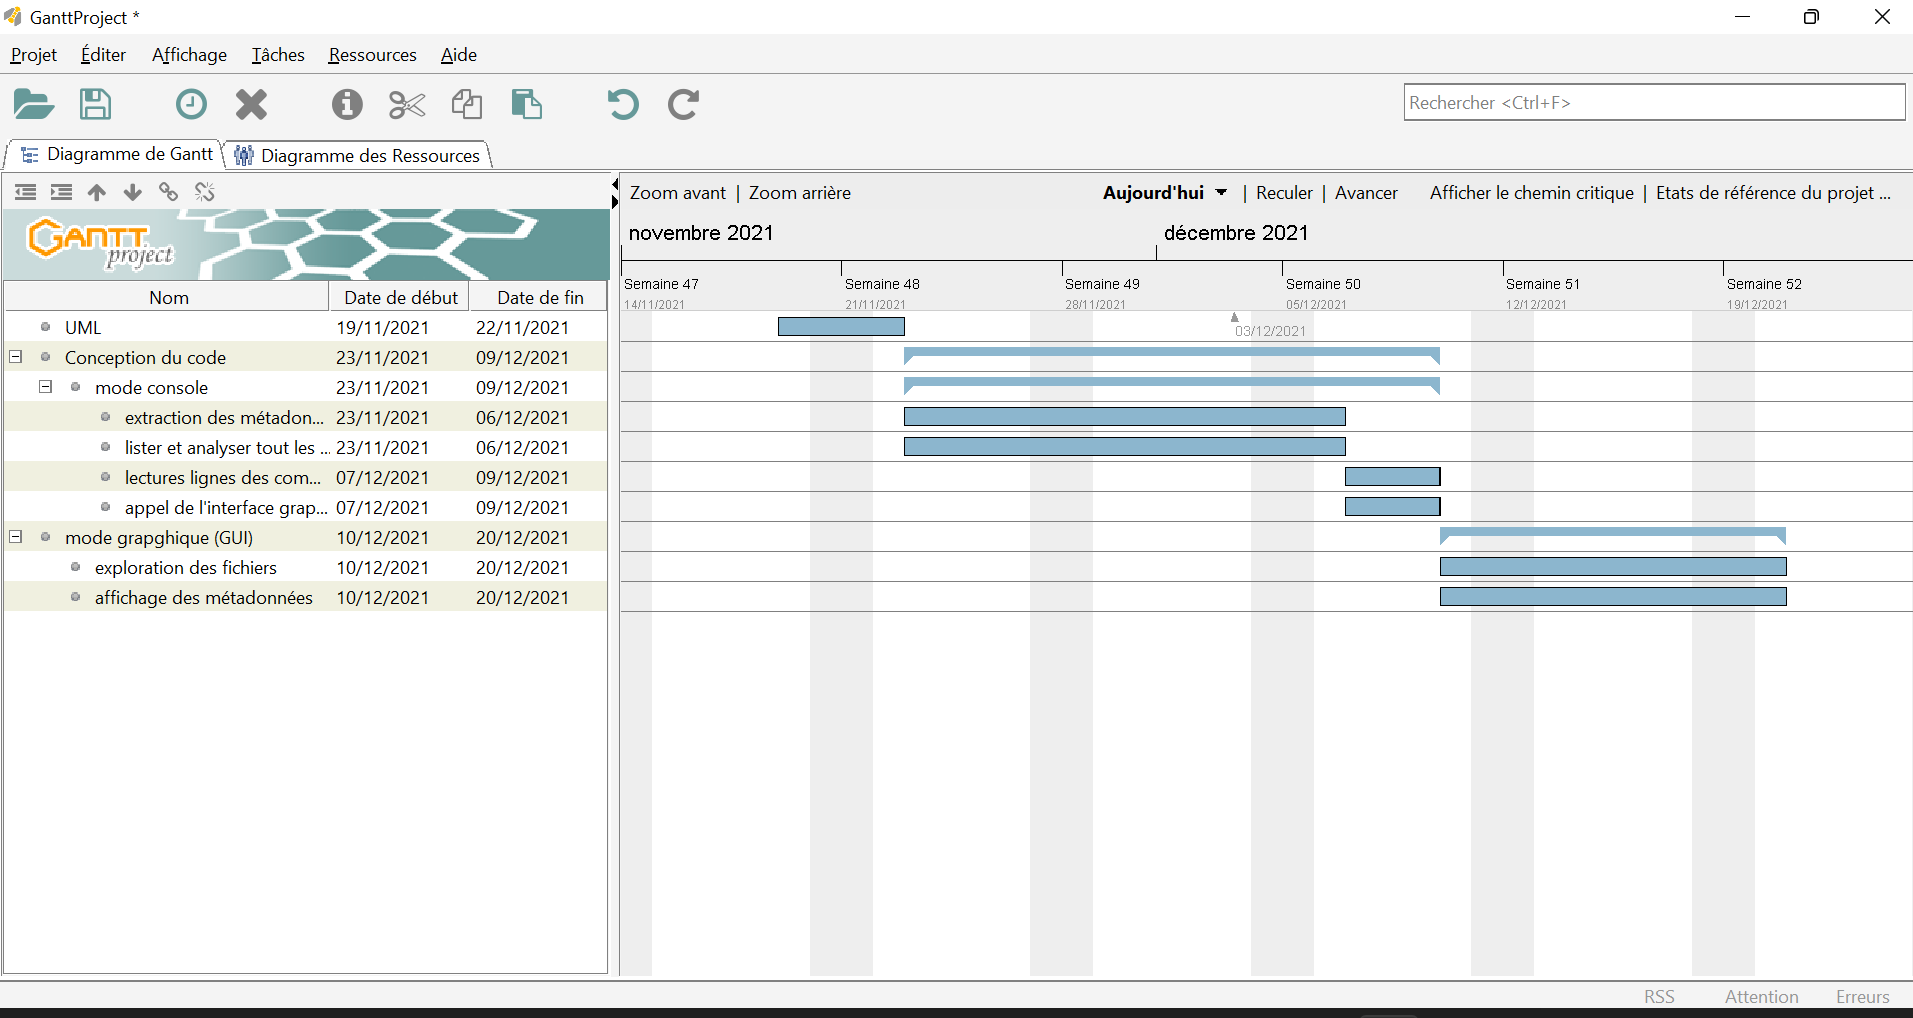 GanttProject *
Projet Éditer Affichage Tâches Ressources Aide
Rechercher <Ctrl+F>
Diagramme de Gantt Diagramme des Ressources
Zoom avant | Zoom arrière Aujourd'hui | Reculer | Avancer Afficher le chemin critique | Etats de référence du projet ...
GANTT project
novembre 2021 décembre 2021
Semaine 47 Semaine 48 Semaine 49 Semaine 50 Semaine 51 Semaine 52
14/11/2021 21/11/2021 28/11/2021 05/12/2021 12/12/2021 19/12/2021
Nom Date de début Date de fin
UML 19/11/2021 22/11/2021
03/12/2021
Conception du code 23/11/2021 09/12/2021
mode console 23/11/2021 09/12/2021
extraction des métadon... 23/11/2021 06/12/2021
lister et analyser tout les ... 23/11/2021 06/12/2021
lectures lignes des com... 07/12/2021 09/12/2021
appel de l'interface grap... 07/12/2021 09/12/2021
mode grapghique (GUI) 10/12/2021 20/12/2021
exploration des fichiers 10/12/2021 20/12/2021
affichage des métadonnées 10/12/2021 20/12/2021
RSS Attention Erreurs